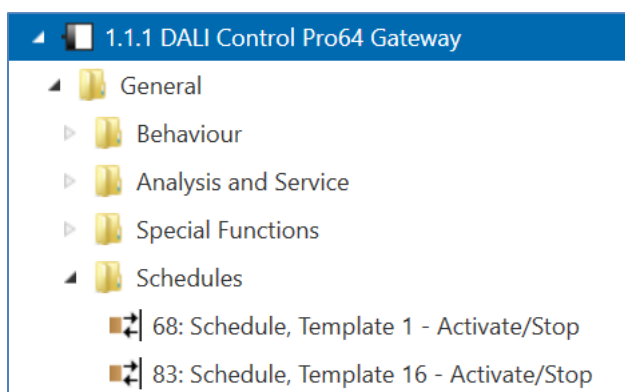 1.1.1 DALI Control Pro64 Gateway
General
Behaviour
Analysis and Service
Special Functions
Schedules
68: Schedule, Template 1 - Activate/Stop
83: Schedule, Template 16 - Activate/Stop